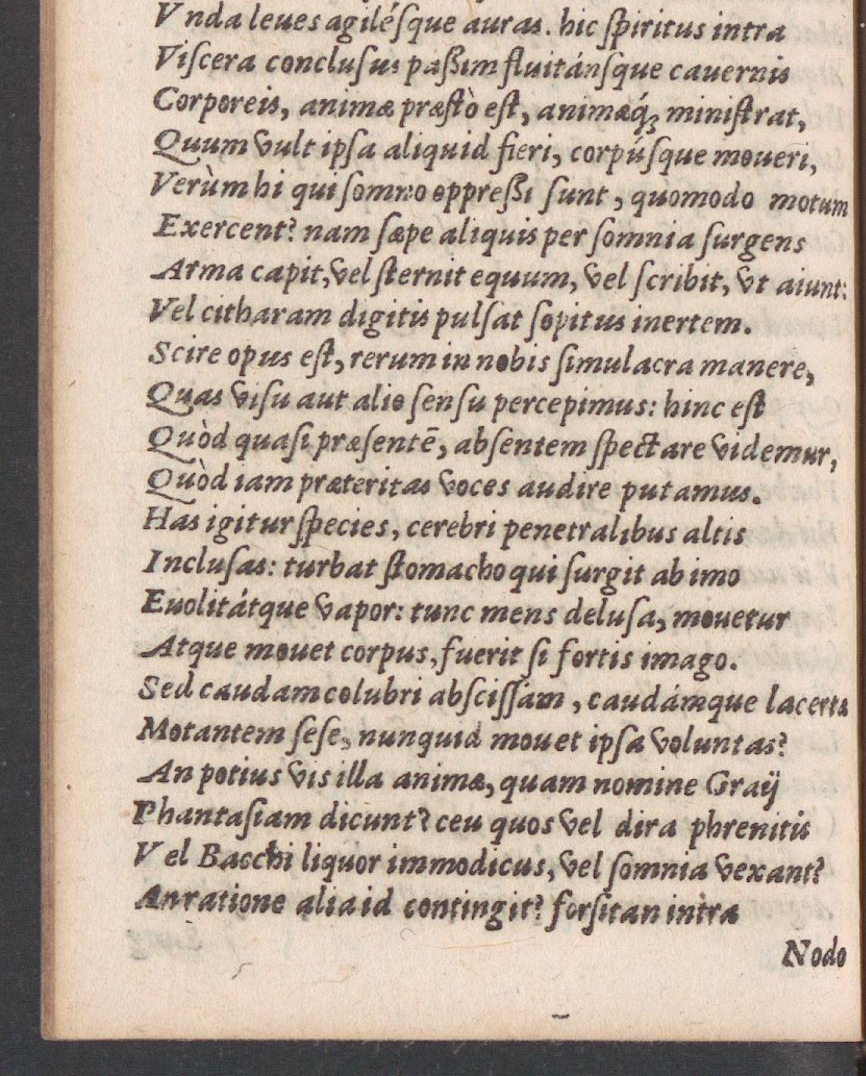 Vnda leues agiléſque auras. hic ſpiritus intra
Viſcera concluſus paſſim fluitánſque cauernis
Corporeis, animæ præſtò eſt, animæq́; miniſtrat,
Quum vult ipſa aliquid fieri, corpúſque moueri,
Verùm hi qui ſomno oppreſſi ſunt, quomodo motum
Exercent? nam ſæpe aliquis per ſomnia ſurgens
Arma capit, vel ſternit equum, vel ſcribit, vt aiunt:
Vel citharam digitis pulſat ſopitus inertem.
Scire opus eſt, rerum in nobis ſimulacra manere,
Quas viſu aut alio ſenſu percepimus: hinc eſt
Quòd quaſi præſentē, abſentem ſpectare videmur,
Quòd iam præteritas voces audire putamus.
Has igitur ſpecies, cerebri penetralibus altis
Incluſas: turbat ſtomacho qui ſurgit ab imo
Euolitátque vapor: tunc mens deluſa, mouetur
Atque mouet corpus, fuerit ſi fortis imago.
Sed caudam colubri abſciſſam, caudámque lacertæ
Motantem ſeſe, nunquid mouet ipſa voluntas?
An potius vis illa animæ, quam nomine Graij
Phantaſiam dicunt? ceu quos vel dira phrenitis
Vel Bacchi liquor immodicus, vel ſomnia vexant?
An ratione alia id contingit? forſitan intra
Nodo